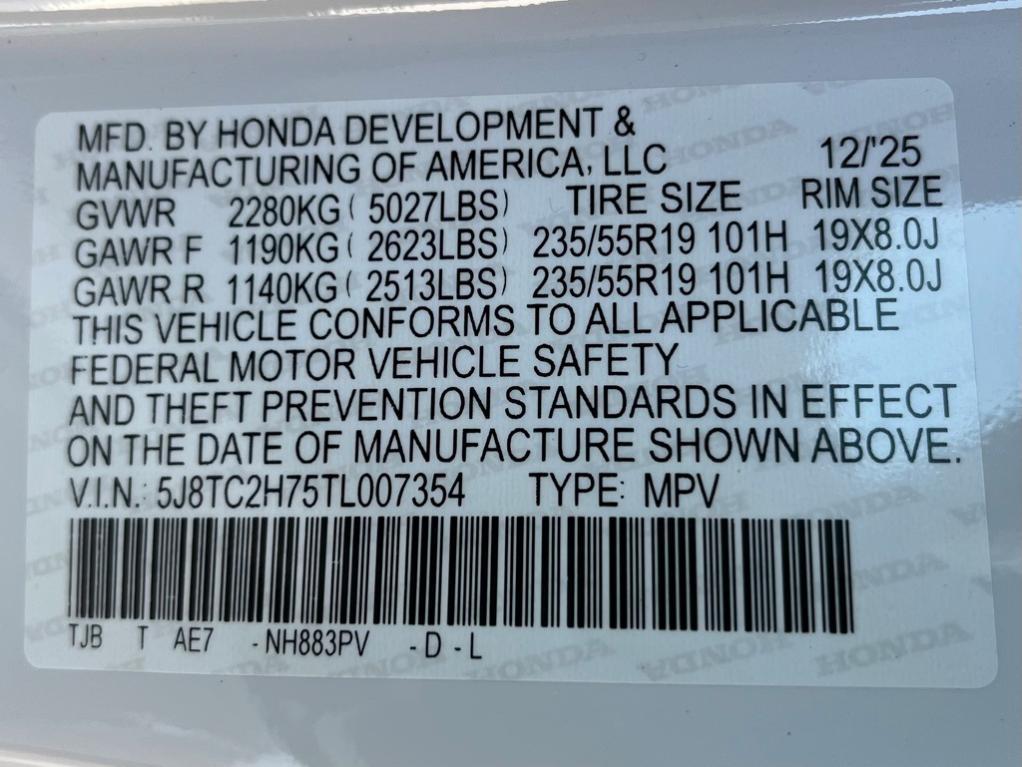 MFD. BY HONDA DEVELOPMENT &
MANUFACTURING OF AMERICA, LLC 12/'25
GVWR 2280KG ( 5027LBS) TIRE SIZE RIM SIZE
GAWR F 1190KG ( 2623LBS) 235/55R19 101H 19X8.0J
GAWR R 1140KG ( 2513LBS) 235/55R19 101H 19X8.0J
THIS VEHICLE CONFORMS TO ALL APPLICABLE
FEDERAL MOTOR VEHICLE SAFETY
AND THEFT PREVENTION STANDARDS IN EFFECT
ON THE DATE OF MANUFACTURE SHOWN ABOVE.
V.I.N.: 5J8TC2H75TL007354 TYPE: MPV
TJB T AE7 -NH883PV -D-L
HONDA HONDA HONDA